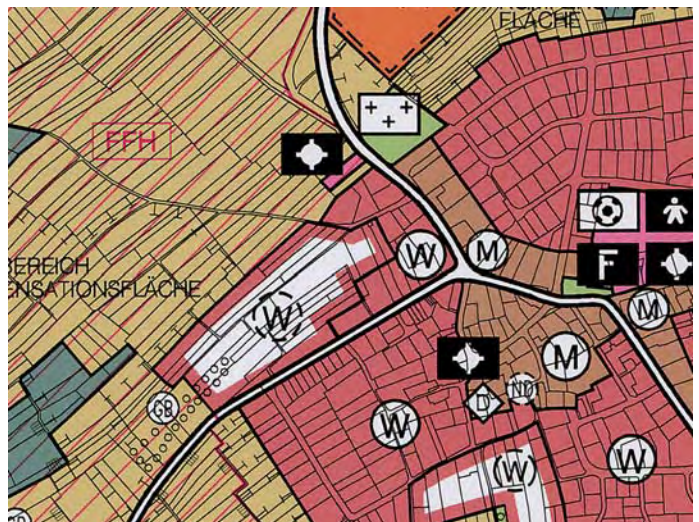 FLÄCHE
FFH
F
W
M
BEREICH
ENSATIONSFLÄCHE
W
M
M
GB
D
ND
W
(W)
W